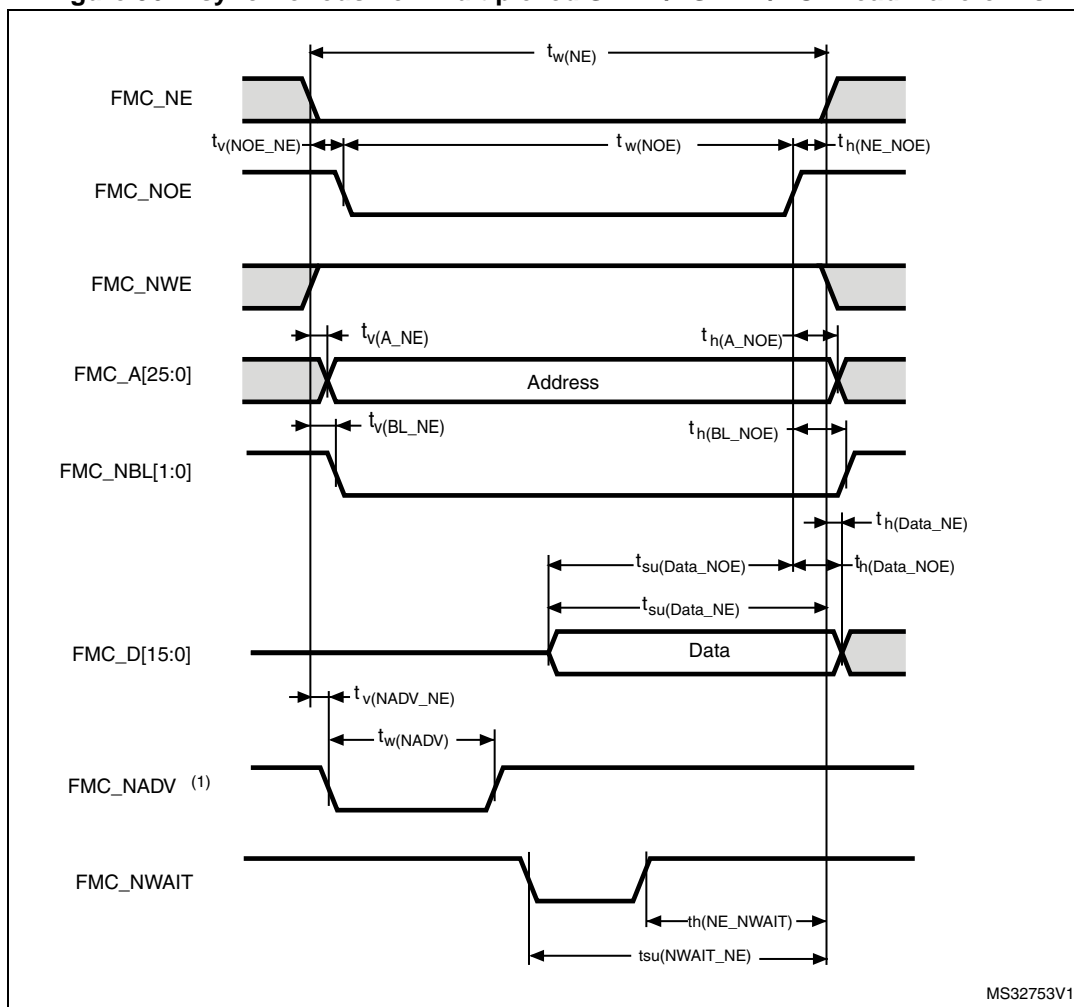 tw(NE)
FMC_NE
tv(NOE_NE)
tw(NOE)
th(NE_NOE)
FMC_NOE
FMC_NWE
tv(A_NE)
th(A_NOE)
FMC_A[25:0]
Address
tv(BL_NE)
th(BL_NOE)
FMC_NBL[1:0]
th(Data_NE)
tsu(Data_NOE)
th(Data_NOE)
tsu(Data_NE)
FMC_D[15:0]
Data
tv(NADV_NE)
tw(NADV)
FMC_NADV (1)
FMC_NWAIT
th(NE_NWAIT)
tsu(NWAIT_NE)
MS32753V1